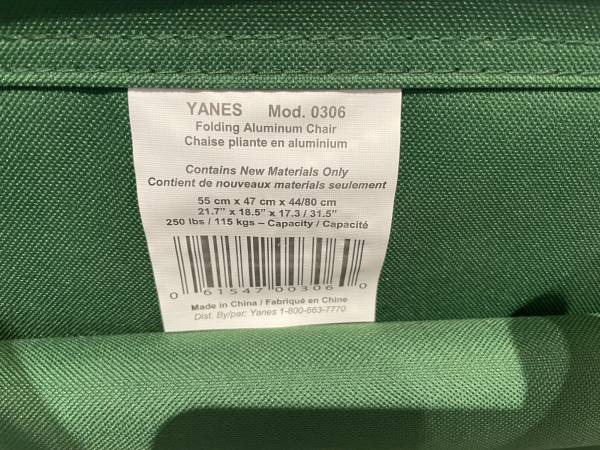 YANES Mod. 0306
Folding Aluminum Chair
Chaise pliante en aluminium
Contains New Materials Only
Contient de nouveaux materials seulement
55 cm x 47 cm x 44/80 cm
21.7" x 18.5" x 17.3 / 31.5"
250 lbs / 115 kgs – Capacity / Capacité
0 61547 00306 0
Made in China / Fabriqué en Chine
Dist. By/par: Yanes 1-800-663-7770